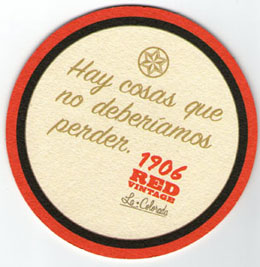 Hay cosas que
no deberíamos
perder.
1906
RED
VINTAGE
La Colorada